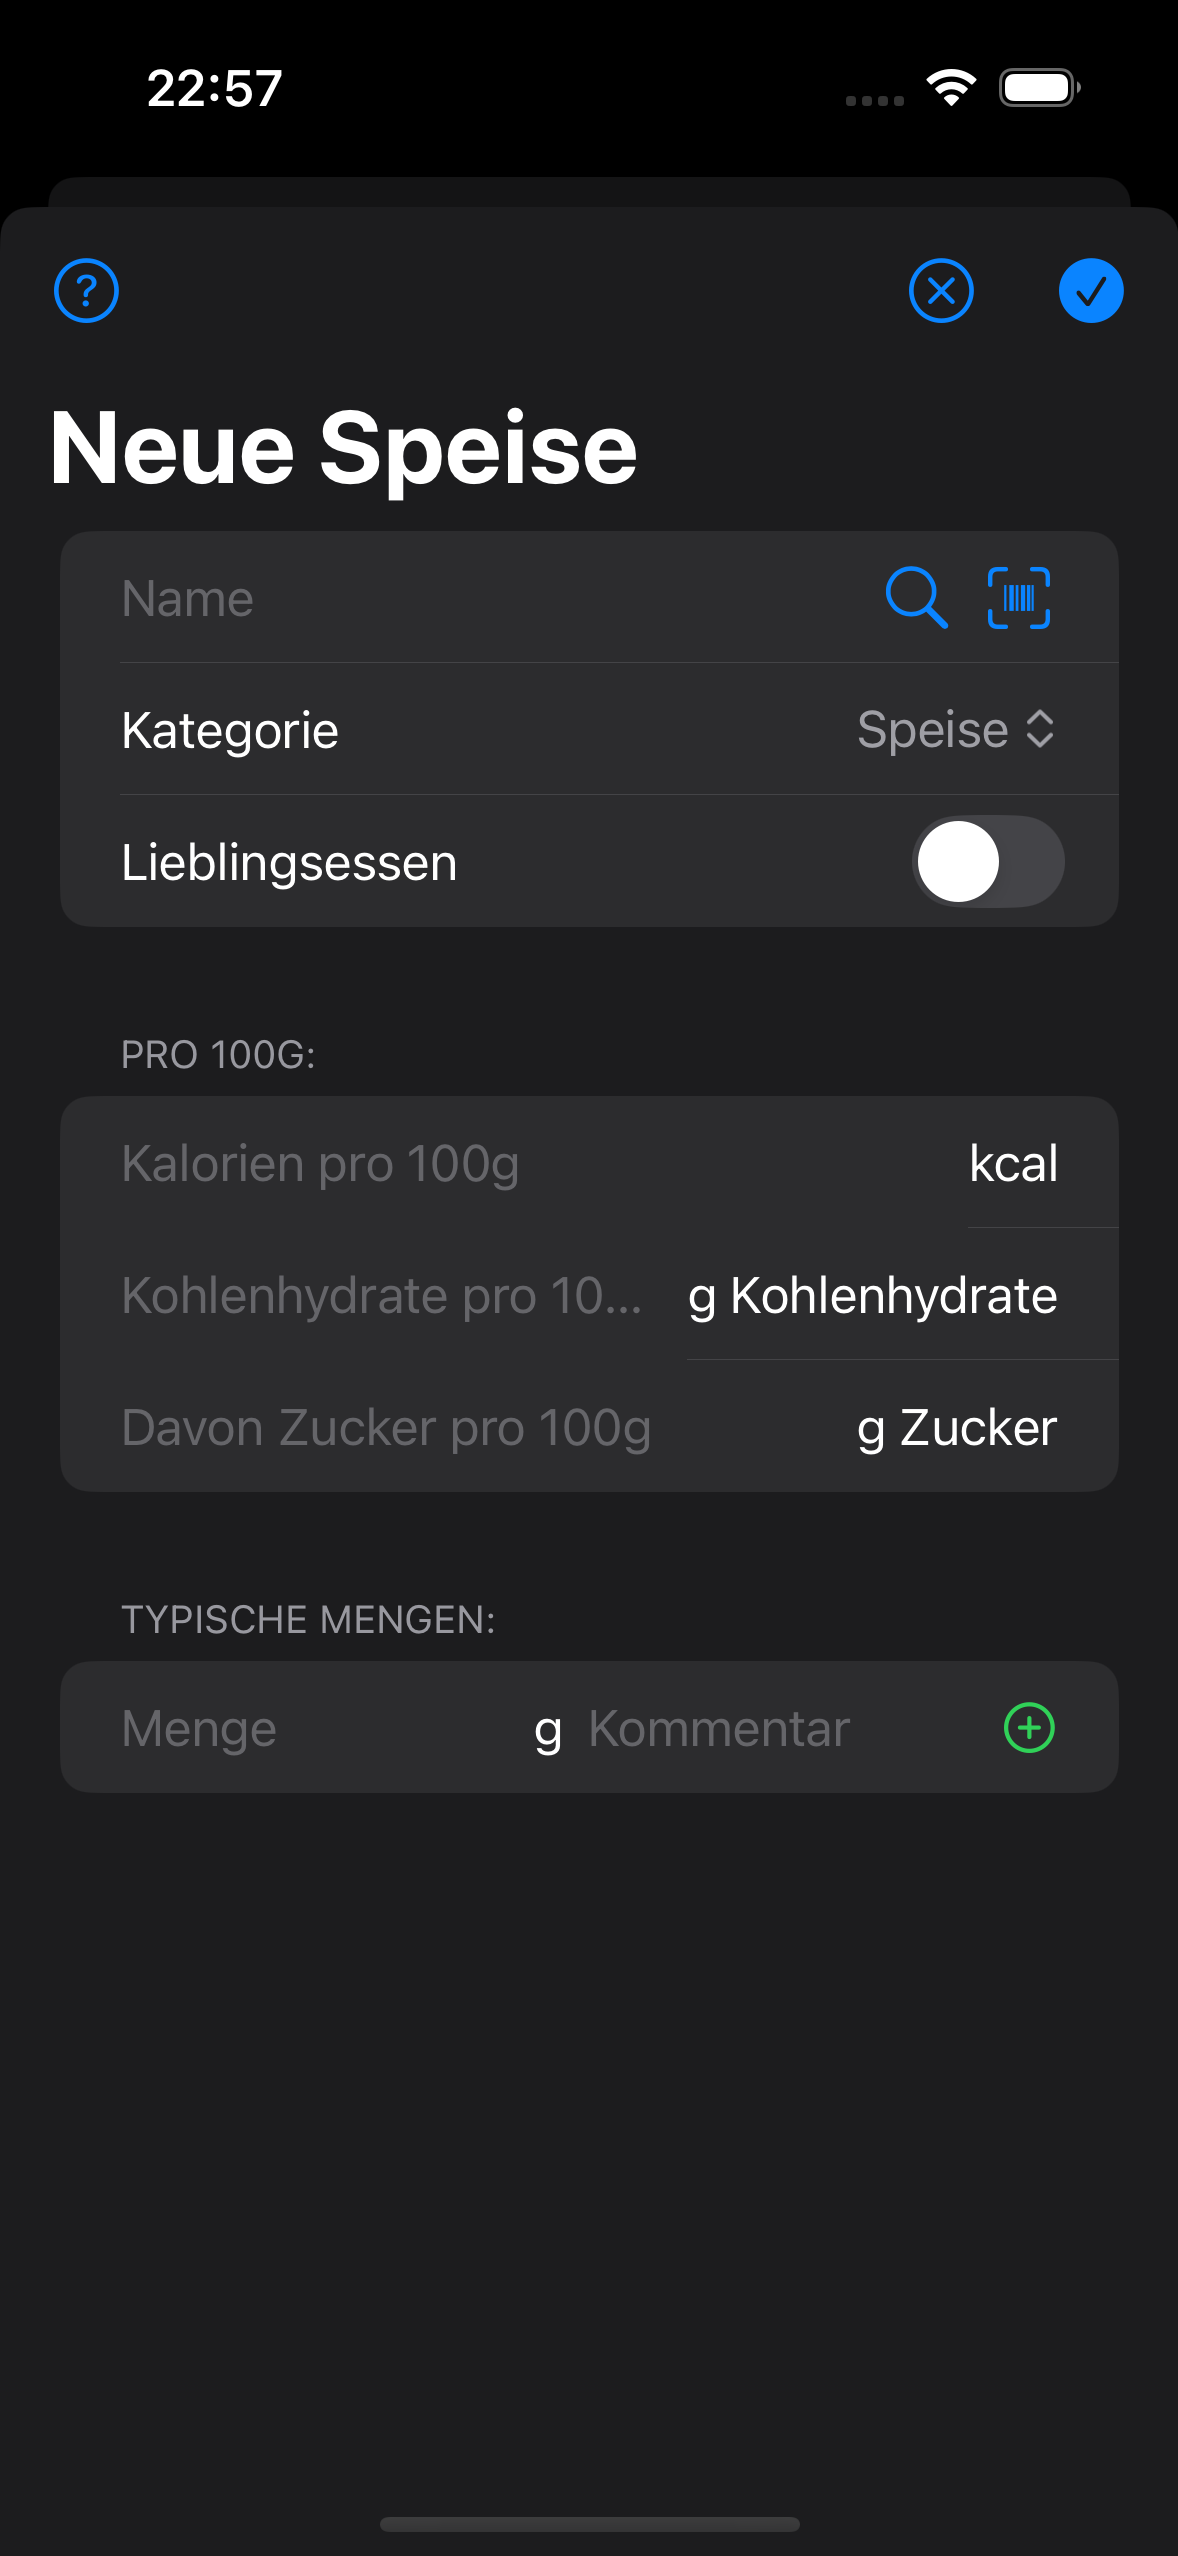 22:57
Neue Speise
Name
Kategorie Speise
Lieblingsessen
PRO 100G:
Kalorien pro 100g kcal
Kohlenhydrate pro 10... g Kohlenhydrate
Davon Zucker pro 100g g Zucker
TYPISCHE MENGEN:
Menge g Kommentar